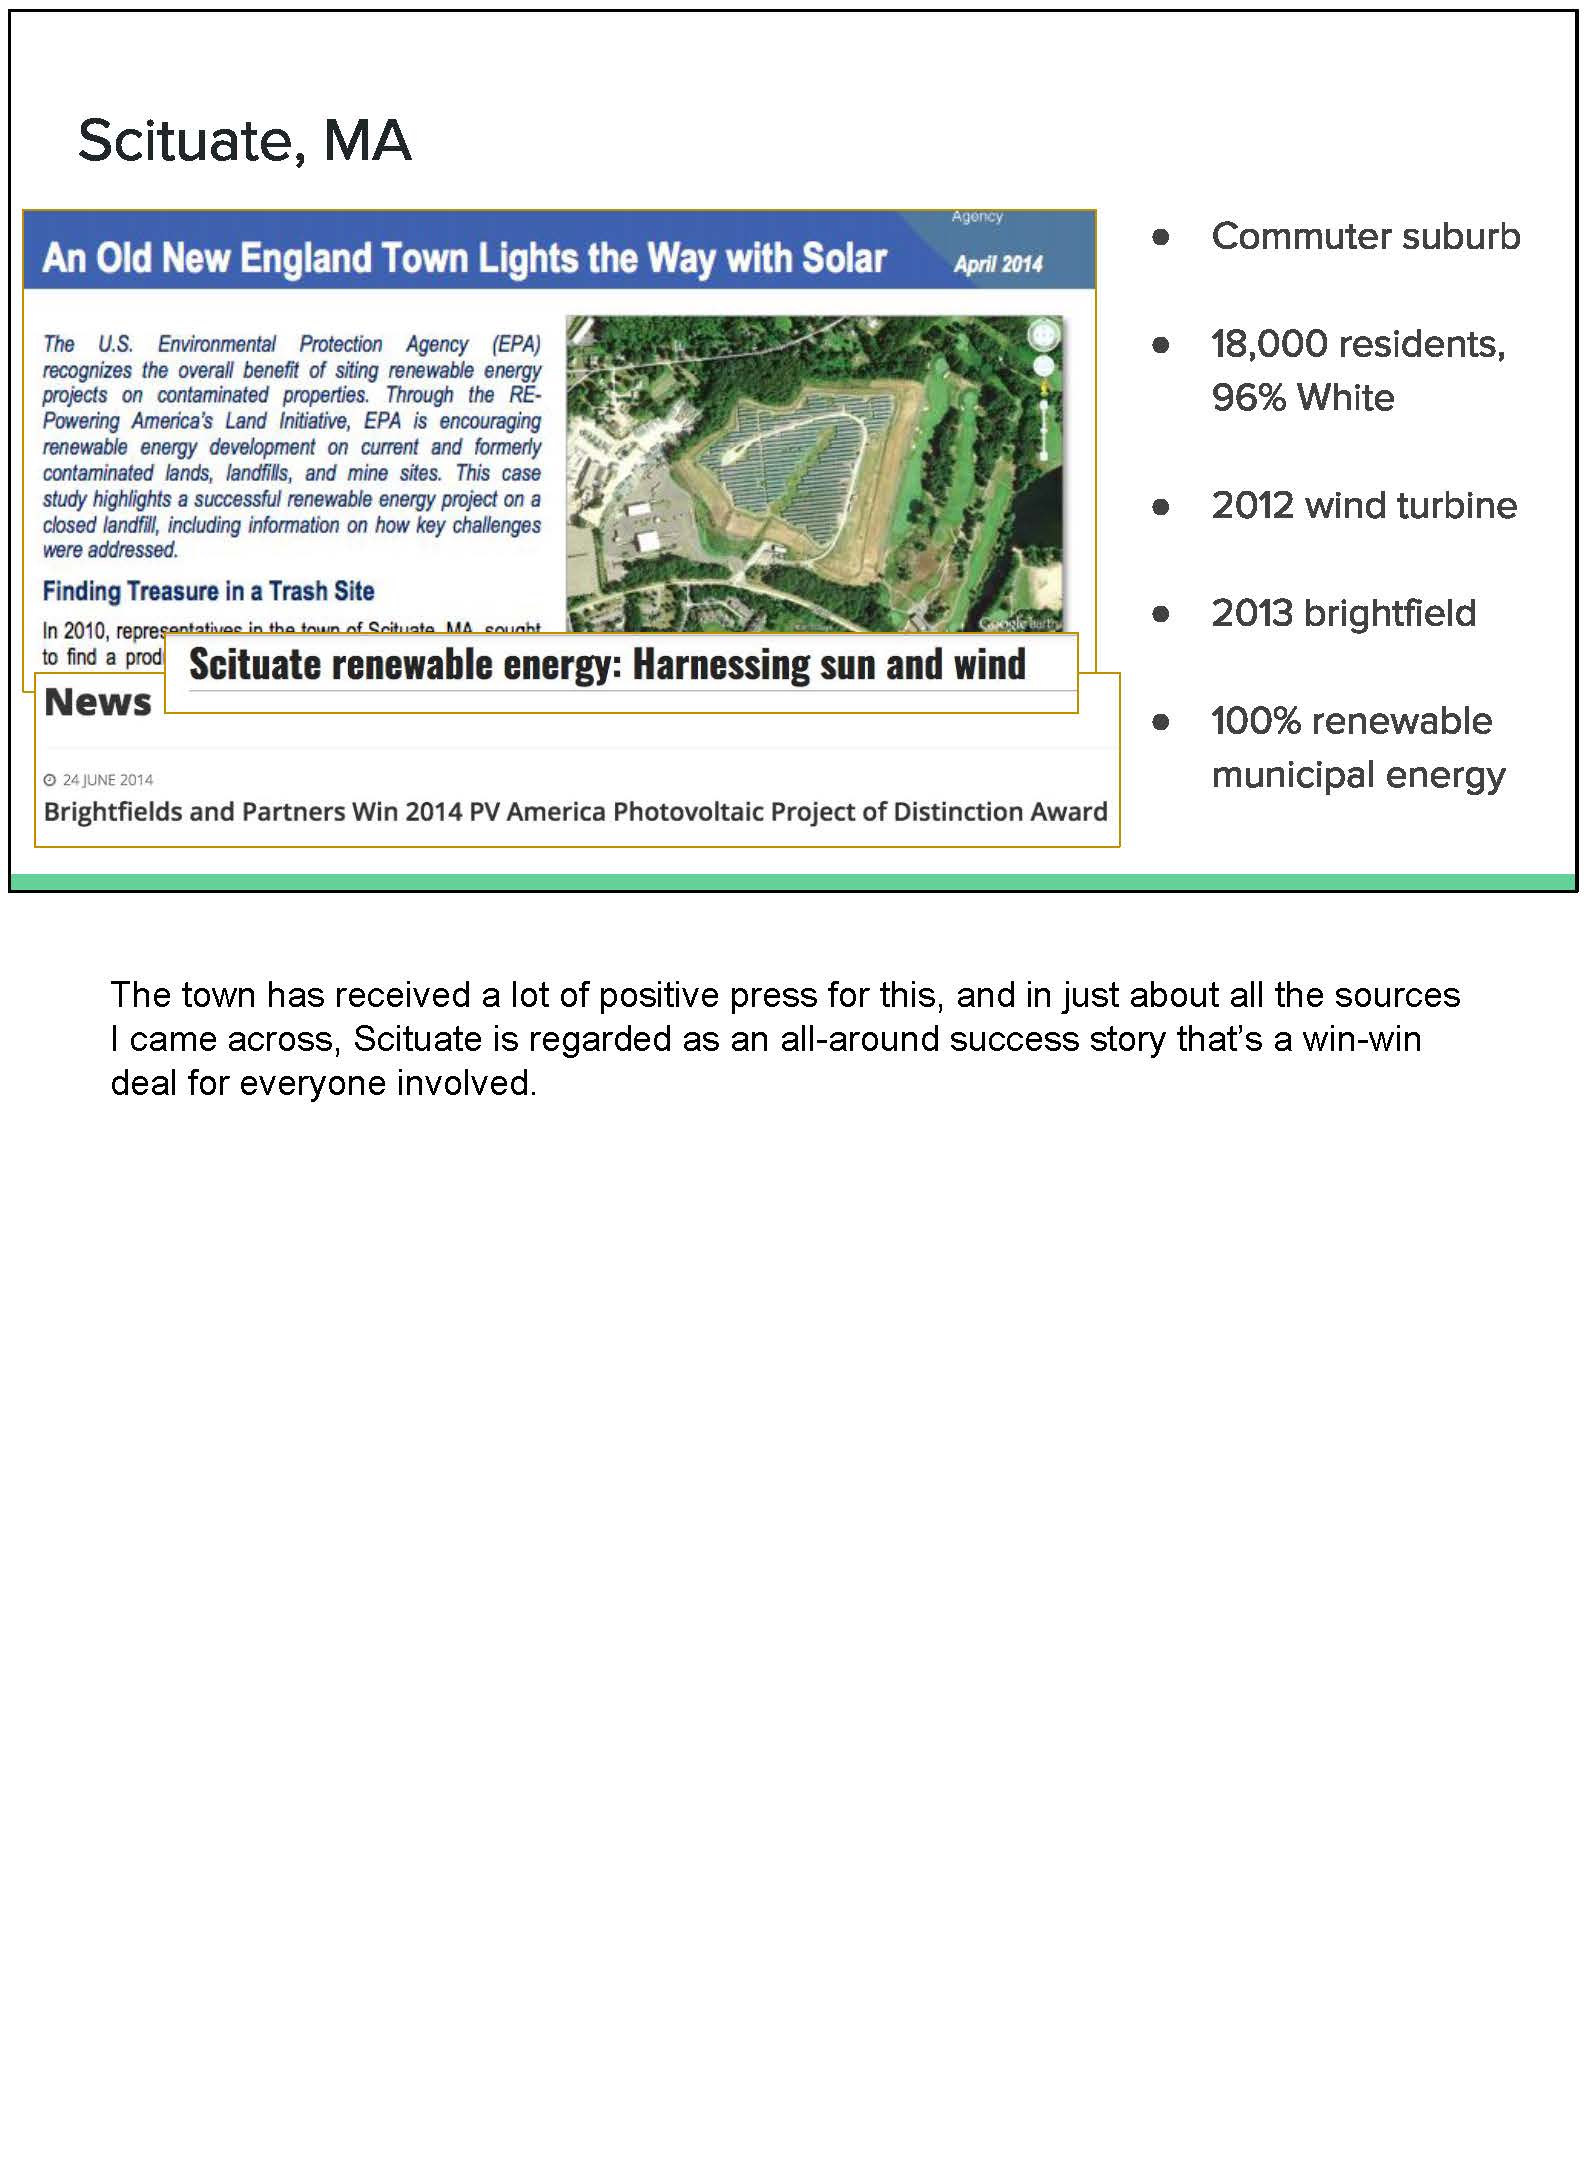 Scituate, MA
Agency
An Old New England Town Lights the Way with Solar
April 2014
The U.S. Environmental Protection Agency (EPA)
recognizes the overall benefit of siting renewable energy
projects on contaminated properties. Through the RE-
Powering America's Land Initiative, EPA is encouraging
renewable energy development on current and formerly
contaminated lands, landfills, and mine sites. This case
study highlights a successful renewable energy project on a
closed landfill, including information on how key challenges
were addressed.
Finding Treasure in a Trash Site
In 2010, representatives in the town of Scituate, MA, sought
to find a prod
Google earth
Scituate renewable energy: Harnessing sun and wind
News
24 JUNE 2014
Brightfields and Partners Win 2014 PV America Photovoltaic Project of Distinction Award
● Commuter suburb
● 18,000 residents,
96% White
● 2012 wind turbine
● 2013 brightfield
● 100% renewable
municipal energy
The town has received a lot of positive press for this, and in just about all the sources
I came across, Scituate is regarded as an all-around success story that's a win-win
deal for everyone involved.